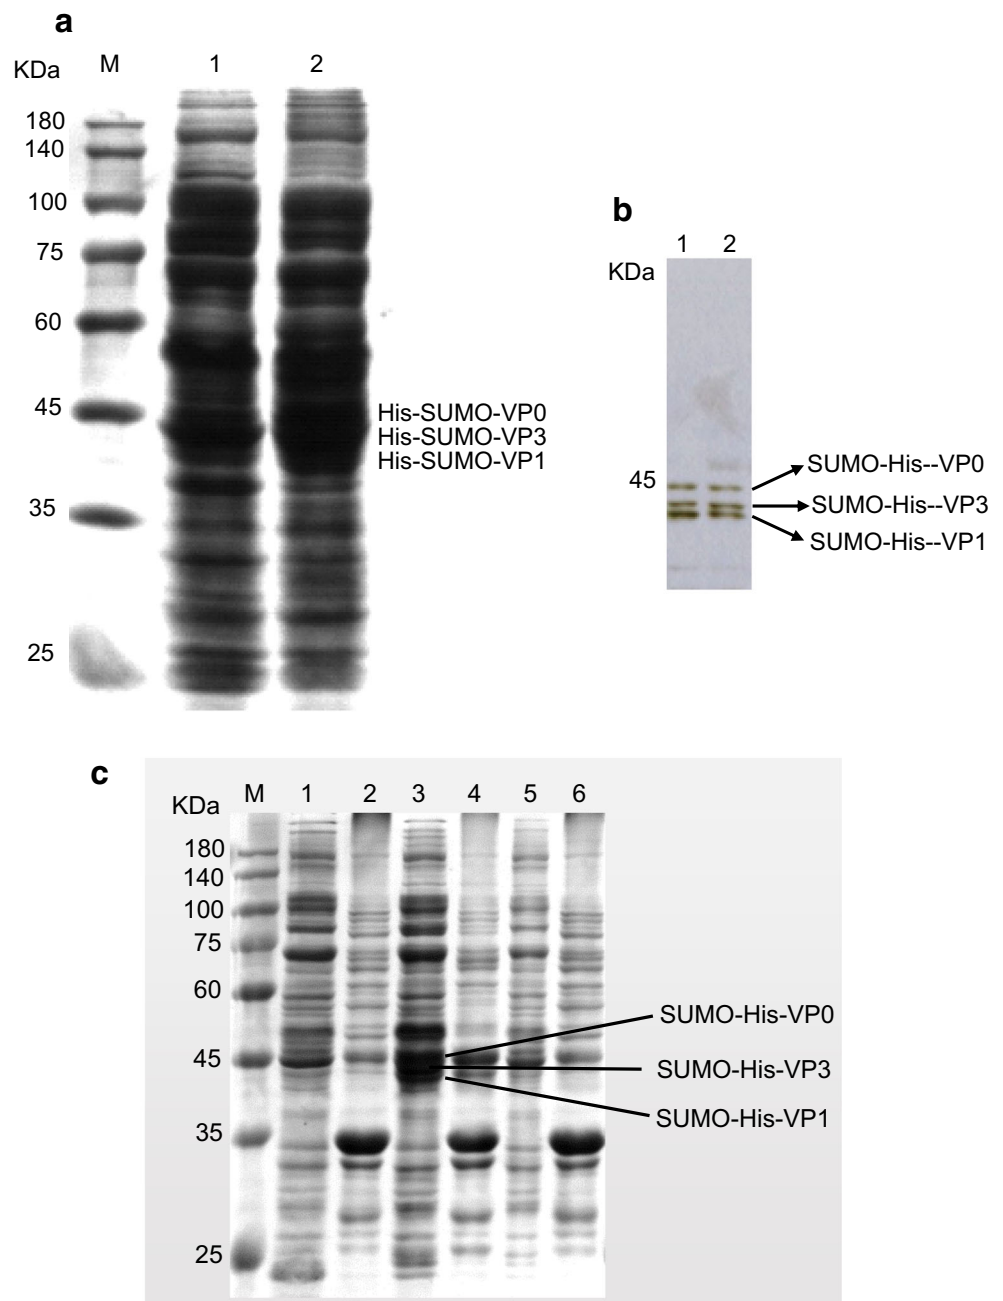 a
KDa M 1 2
180
140
100
75
60
45
35
25
His-SUMO-VP0
His-SUMO-VP3
His-SUMO-VP1
b
1 2
KDa
45
SUMO-His--VP0
SUMO-His--VP3
SUMO-His--VP1
c
KDa M 1 2 3 4 5 6
180
140
100
75
60
45
35
25
SUMO-His-VP0
SUMO-His-VP3
SUMO-His-VP1